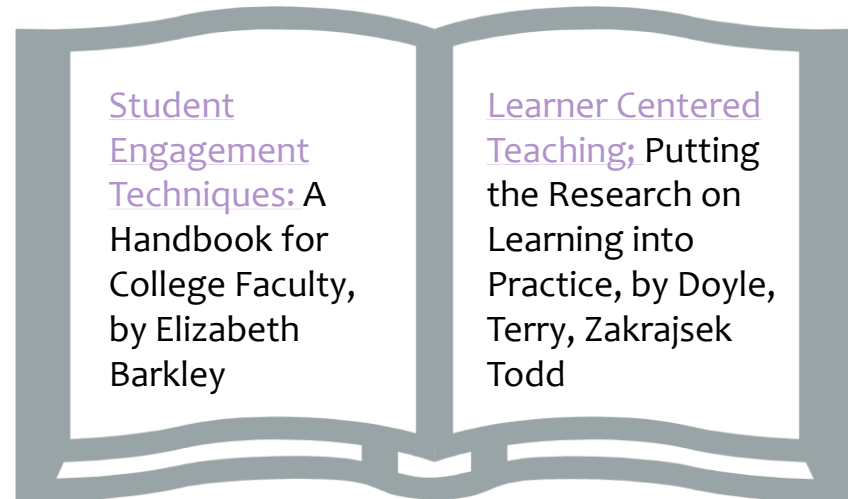 Student
Engagement
Techniques: A
Handbook for
College Faculty,
by Elizabeth
Barkley
Learner Centered
Teaching; Putting
the Research on
Learning into
Practice, by Doyle,
Terry, Zakrajsek
Todd